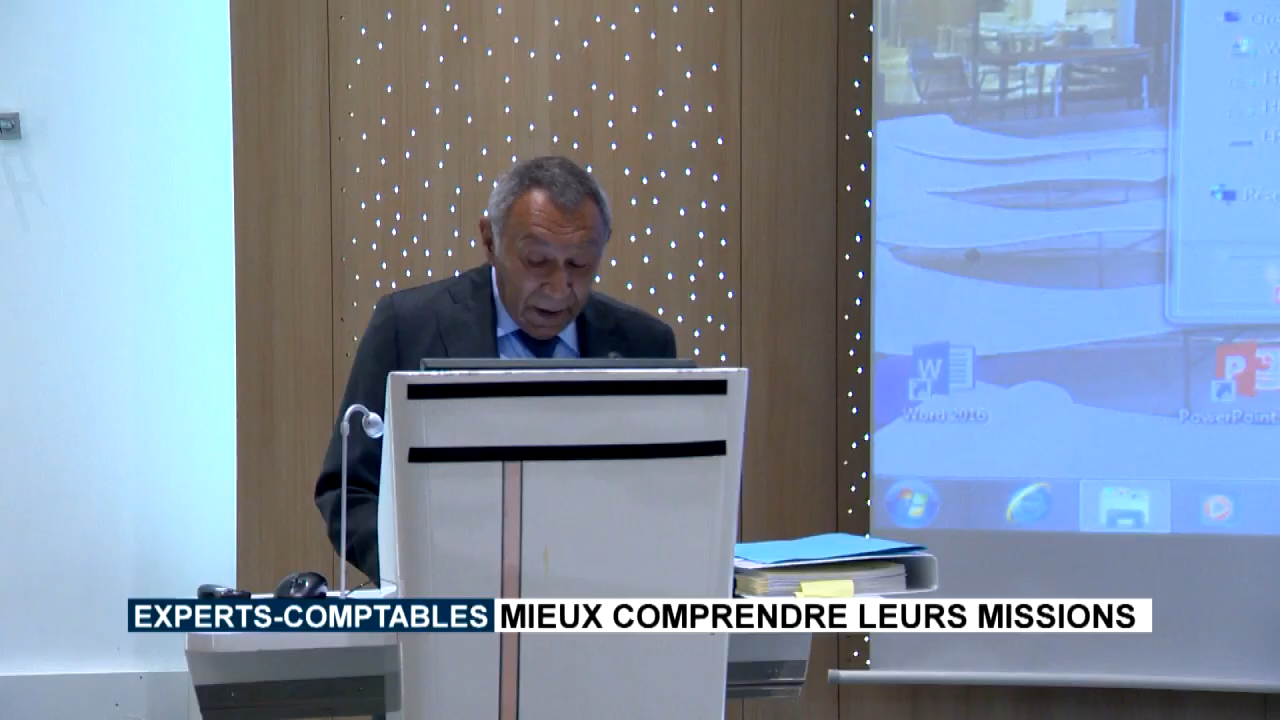 W
Word 2016
P
PowerPoint
EXPERTS-COMPTABLES MIEUX COMPRENDRE LEURS MISSIONS